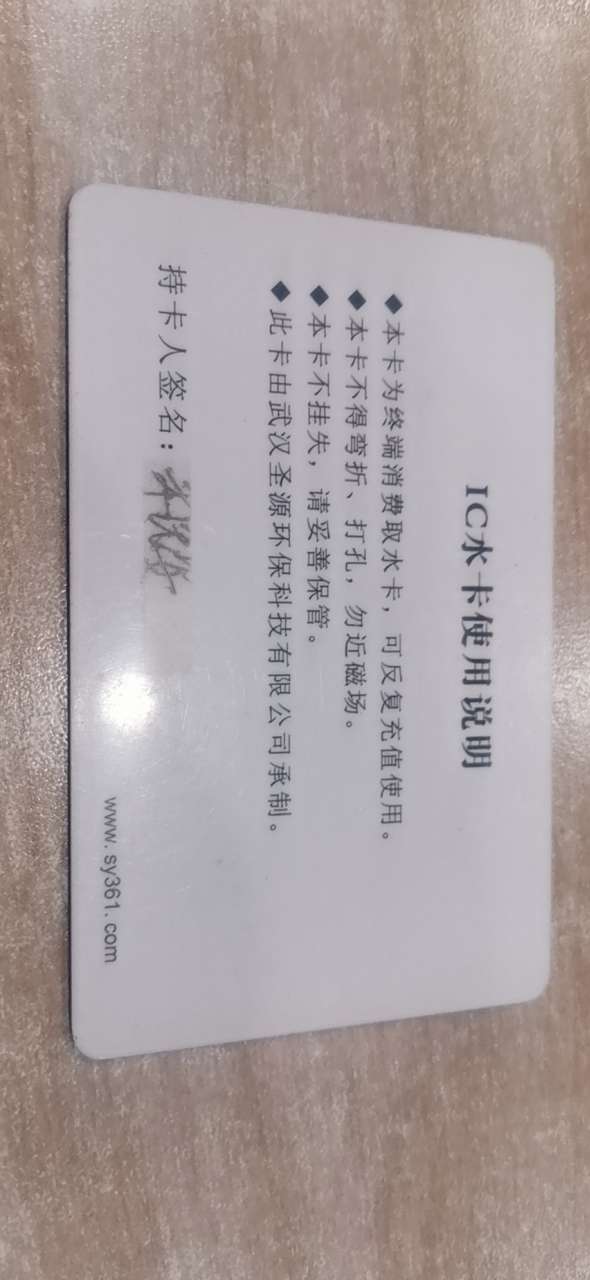 IC水卡使用说明
◆本卡为终端消费取水卡，可反复充值使用。
◆本卡不得弯折、打孔，勿近磁场。
◆本卡不挂失，请妥善保管。
◆此卡由武汉圣源环保科技有限公司承制。
持卡人签名：
www.sy361.com